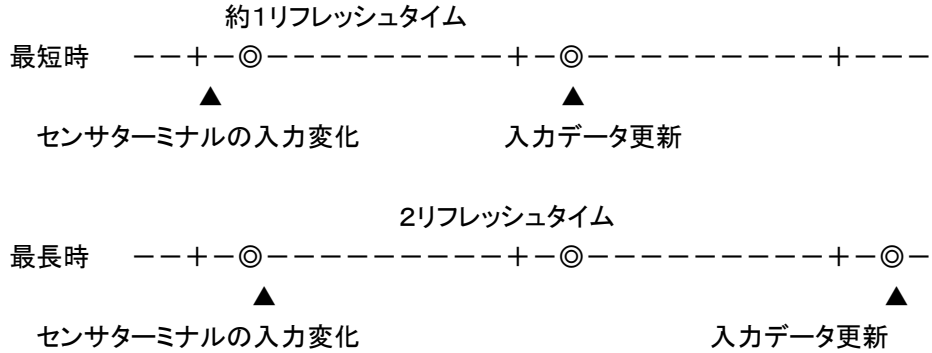 約1リフレッシュタイム
最短時 －－＋－◎－－－－－－－－－＋－◎－－－－－－－－－＋－－－
▲ ▲
センサターミナルの入力変化 入力データ更新
2リフレッシュタイム
最長時 －－＋－◎－－－－－－－－－＋－◎－－－－－－－－－＋－◎－
▲ ▲
センサターミナルの入力変化 入力データ更新